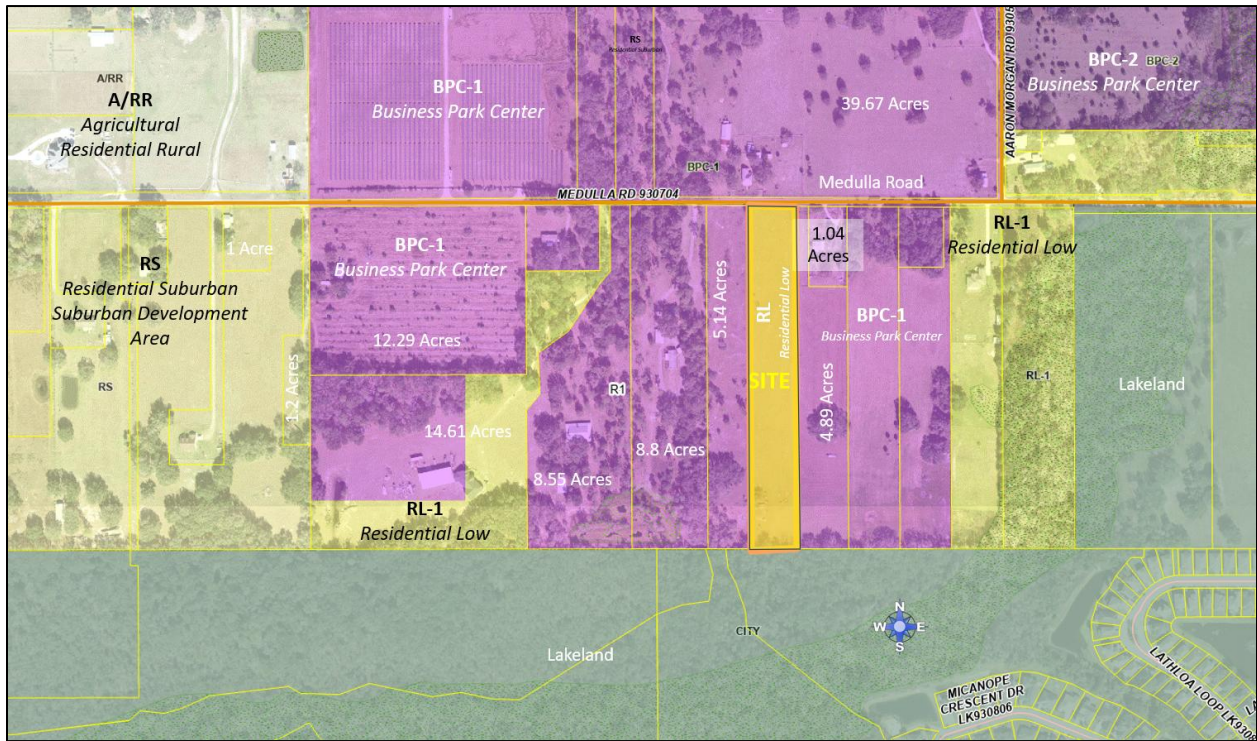 A/RR
A/RR
Agricultural
Residential Rural
BPC-1
Business Park Center
RS
Residential Suburban
39.67 Acres
BPC-1
AARON MORGAN RD 9305
BPC-2 BPC-2
Business Park Center
MEDULLA RD 930704
Medulla Road
1 Acre
RS
Residential Suburban
Suburban Development
Area
RS
1.2 Acres
BPC-1
Business Park Center
12.29 Acres
14.61 Acres
RL-1
Residential Low
R1
8.55 Acres
8.8 Acres
5.14 Acres
RL
Residential Low
SITE
1.04
Acres
BPC-1
Business Park Center
4.89 Acres
RL-1
Residential Low
RL-1
Lakeland
CITY
Lakeland
N
W E
S
MICANOPE
CRESCENT DR
LK930806
LATHLOA LOOP LK9308
LA